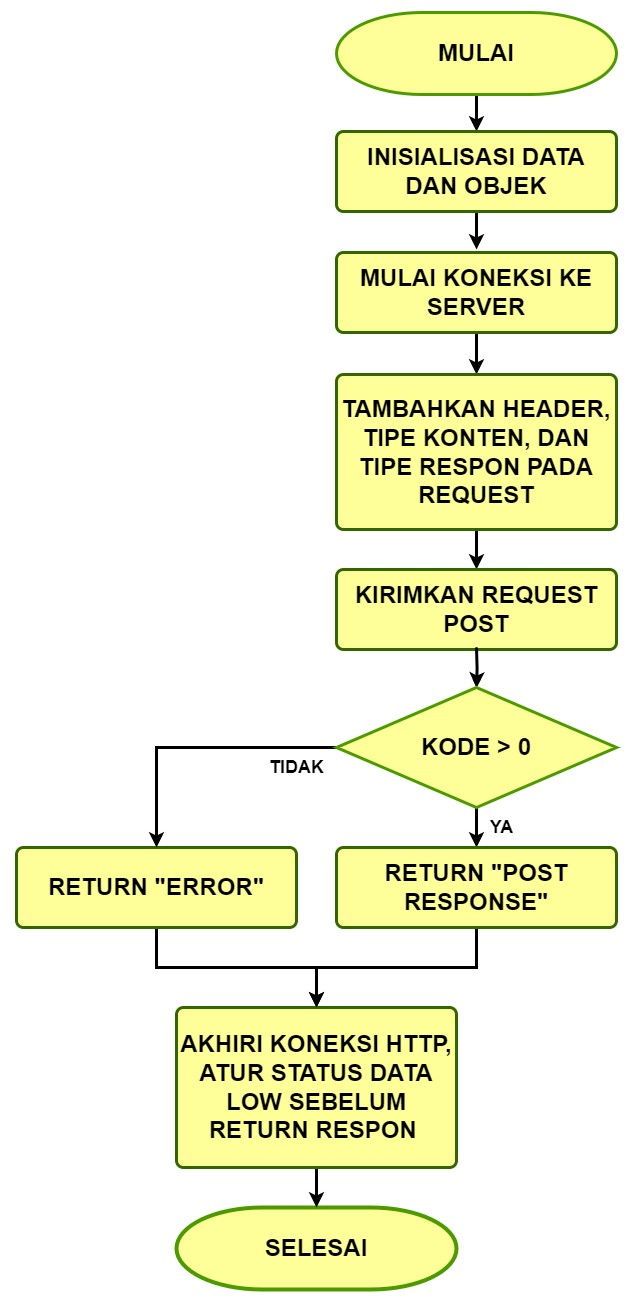 MULAI
INISIALISASI DATA
DAN OBJEK
MULAI KONEKSI KE
SERVER
TAMBAHKAN HEADER,
TIPE KONTEN, DAN
TIPE RESPON PADA
REQUEST
KIRIMKAN REQUEST
POST
KODE > 0
TIDAK
YA
RETURN "ERROR"
RETURN "POST
RESPONSE"
AKHIRI KONEKSI HTTP,
ATUR STATUS DATA
LOW SEBELUM
RETURN RESPON
SELESAI